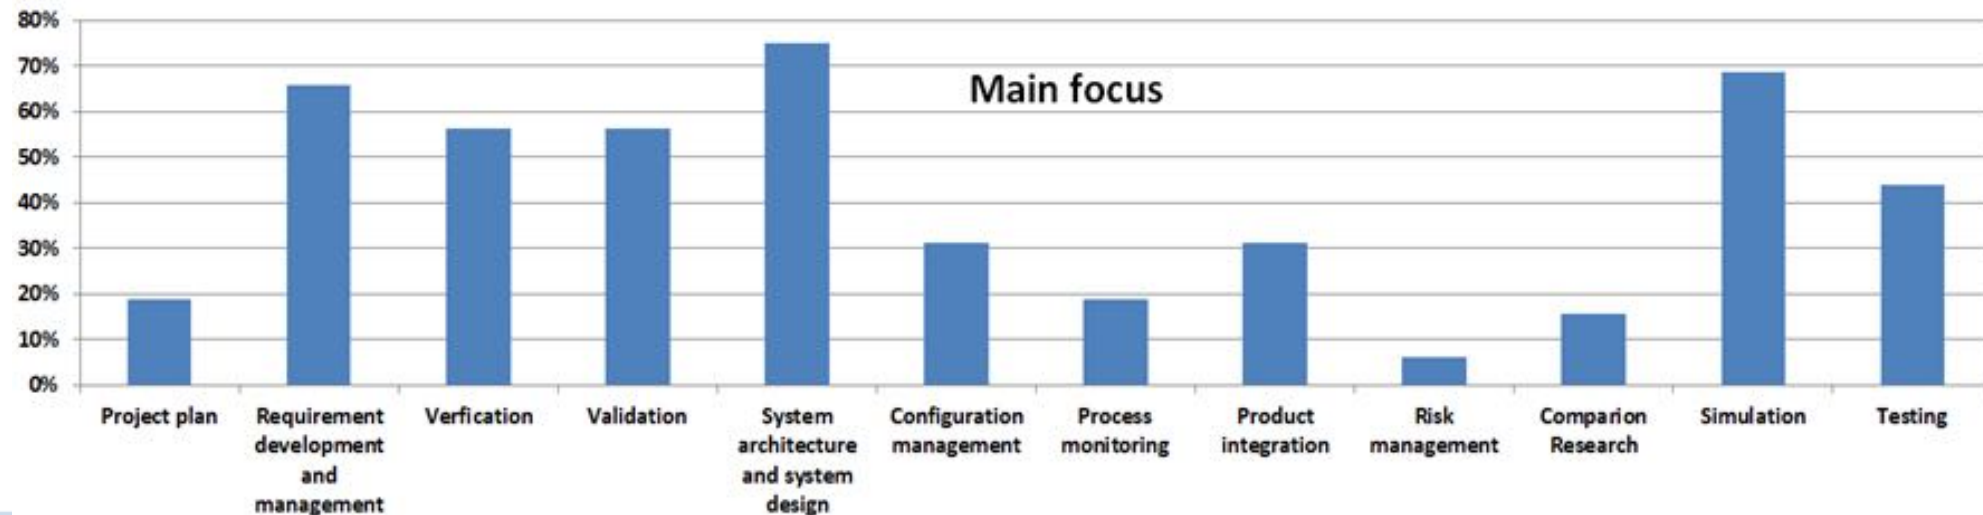 80%
70%
60%
50%
40%
30%
20%
10%
0%
Main focus
Project plan
Requirement
development
and
management
Verfication
Validation
System
architecture
and system
design
Configuration
management
Process
monitoring
Product
integration
Risk
management
Comparion
Research
Simulation
Testing